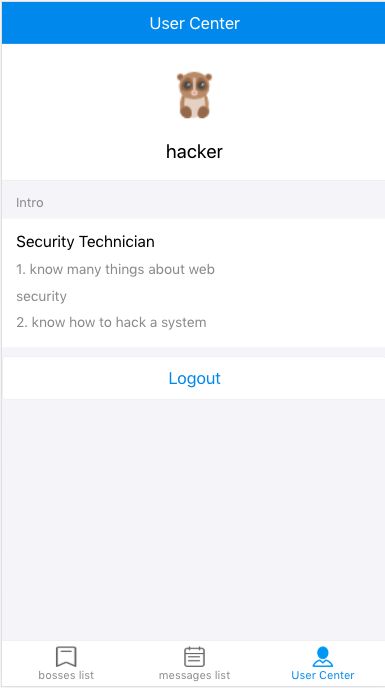 User Center
hacker
Intro
Security Technician
1. know many things about web
security
2. know how to hack a system
Logout
bosses list
messages list
User Center